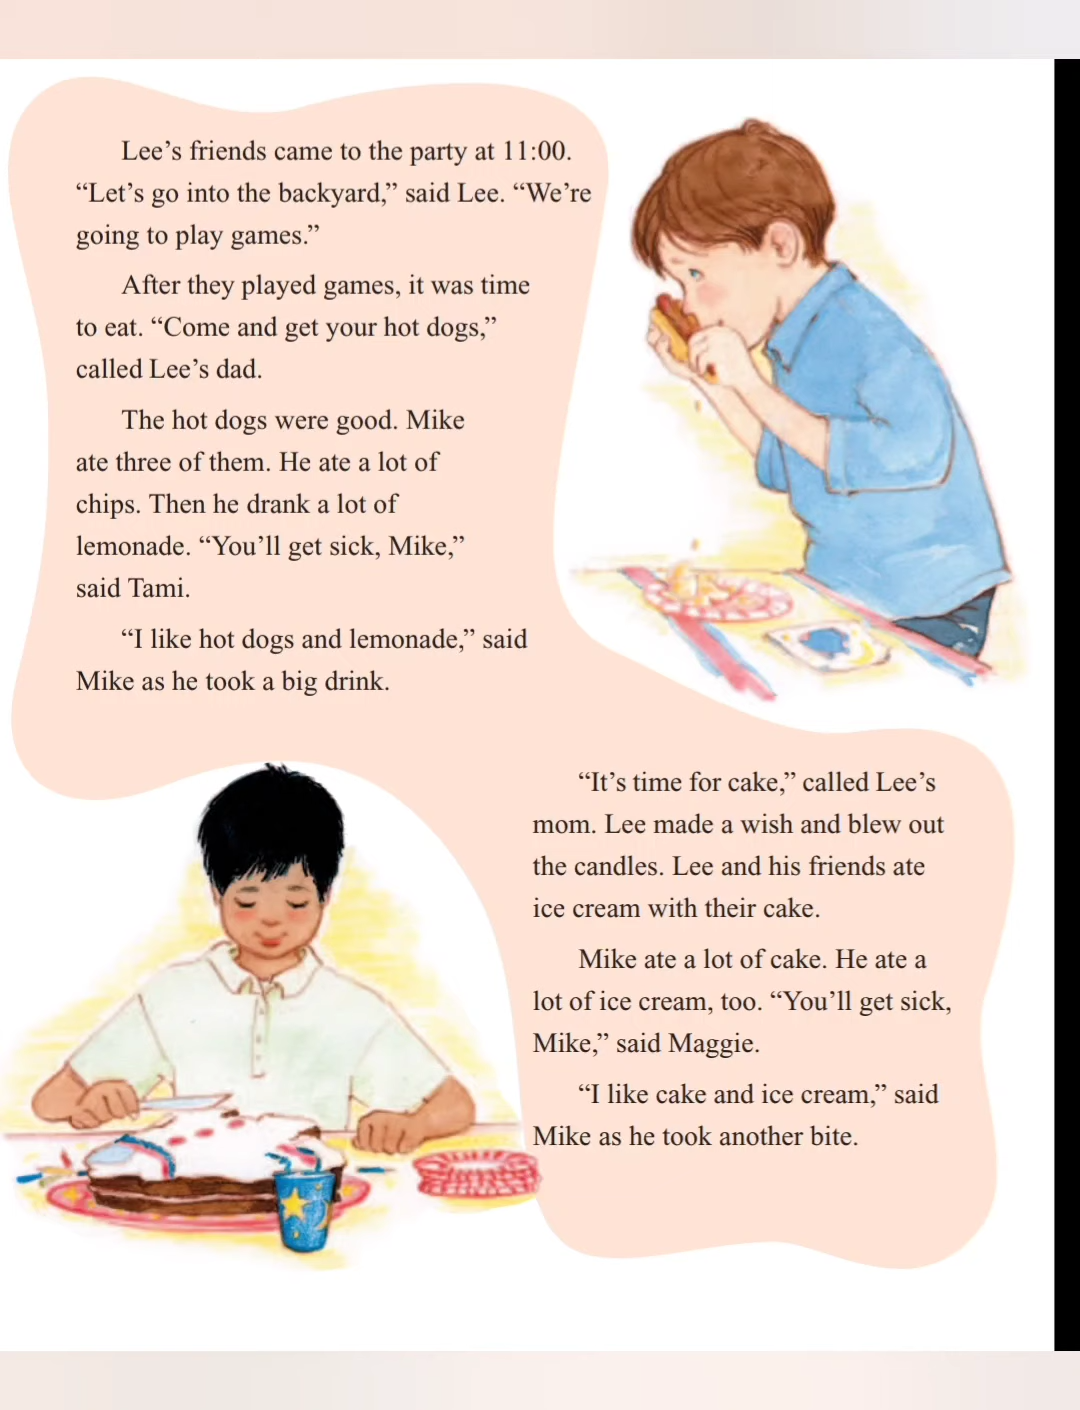 Lee’s friends came to the party at 11:00.
“Let’s go into the backyard,” said Lee. “We’re
going to play games.”
After they played games, it was time
to eat. “Come and get your hot dogs,”
called Lee’s dad.
The hot dogs were good. Mike
ate three of them. He ate a lot of
chips. Then he drank a lot of
lemonade. “You’ll get sick, Mike,”
said Tami.
“I like hot dogs and lemonade,” said
Mike as he took a big drink.
“It’s time for cake,” called Lee’s
mom. Lee made a wish and blew out
the candles. Lee and his friends ate
ice cream with their cake.
Mike ate a lot of cake. He ate a
lot of ice cream, too. “You’ll get sick,
Mike,” said Maggie.
“I like cake and ice cream,” said
Mike as he took another bite.